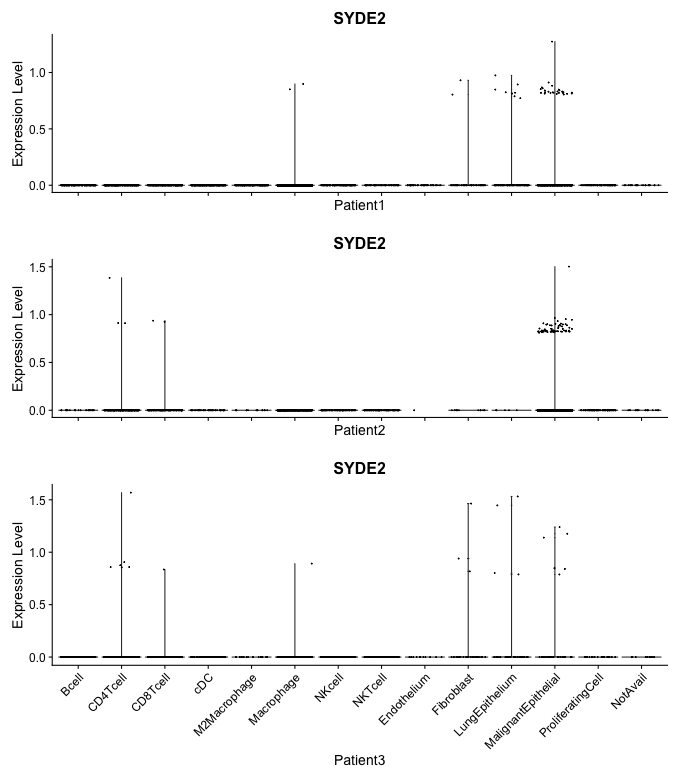 SYDE2
Expression Level
1.0
0.5
0.0
Patient1
SYDE2
Expression Level
1.5
1.0
0.5
0.0
Patient2
SYDE2
Expression Level
1.5
1.0
0.5
0.0
Bcell
CD4Tcell
CD8Tcell
cDC
M2Macrophage
Macrophage
NKcell
NKTcell
Endothelium
Fibroblast
LungEpithelium
MalignantEpithelial
ProliferatingCell
NotAvail
Patient3